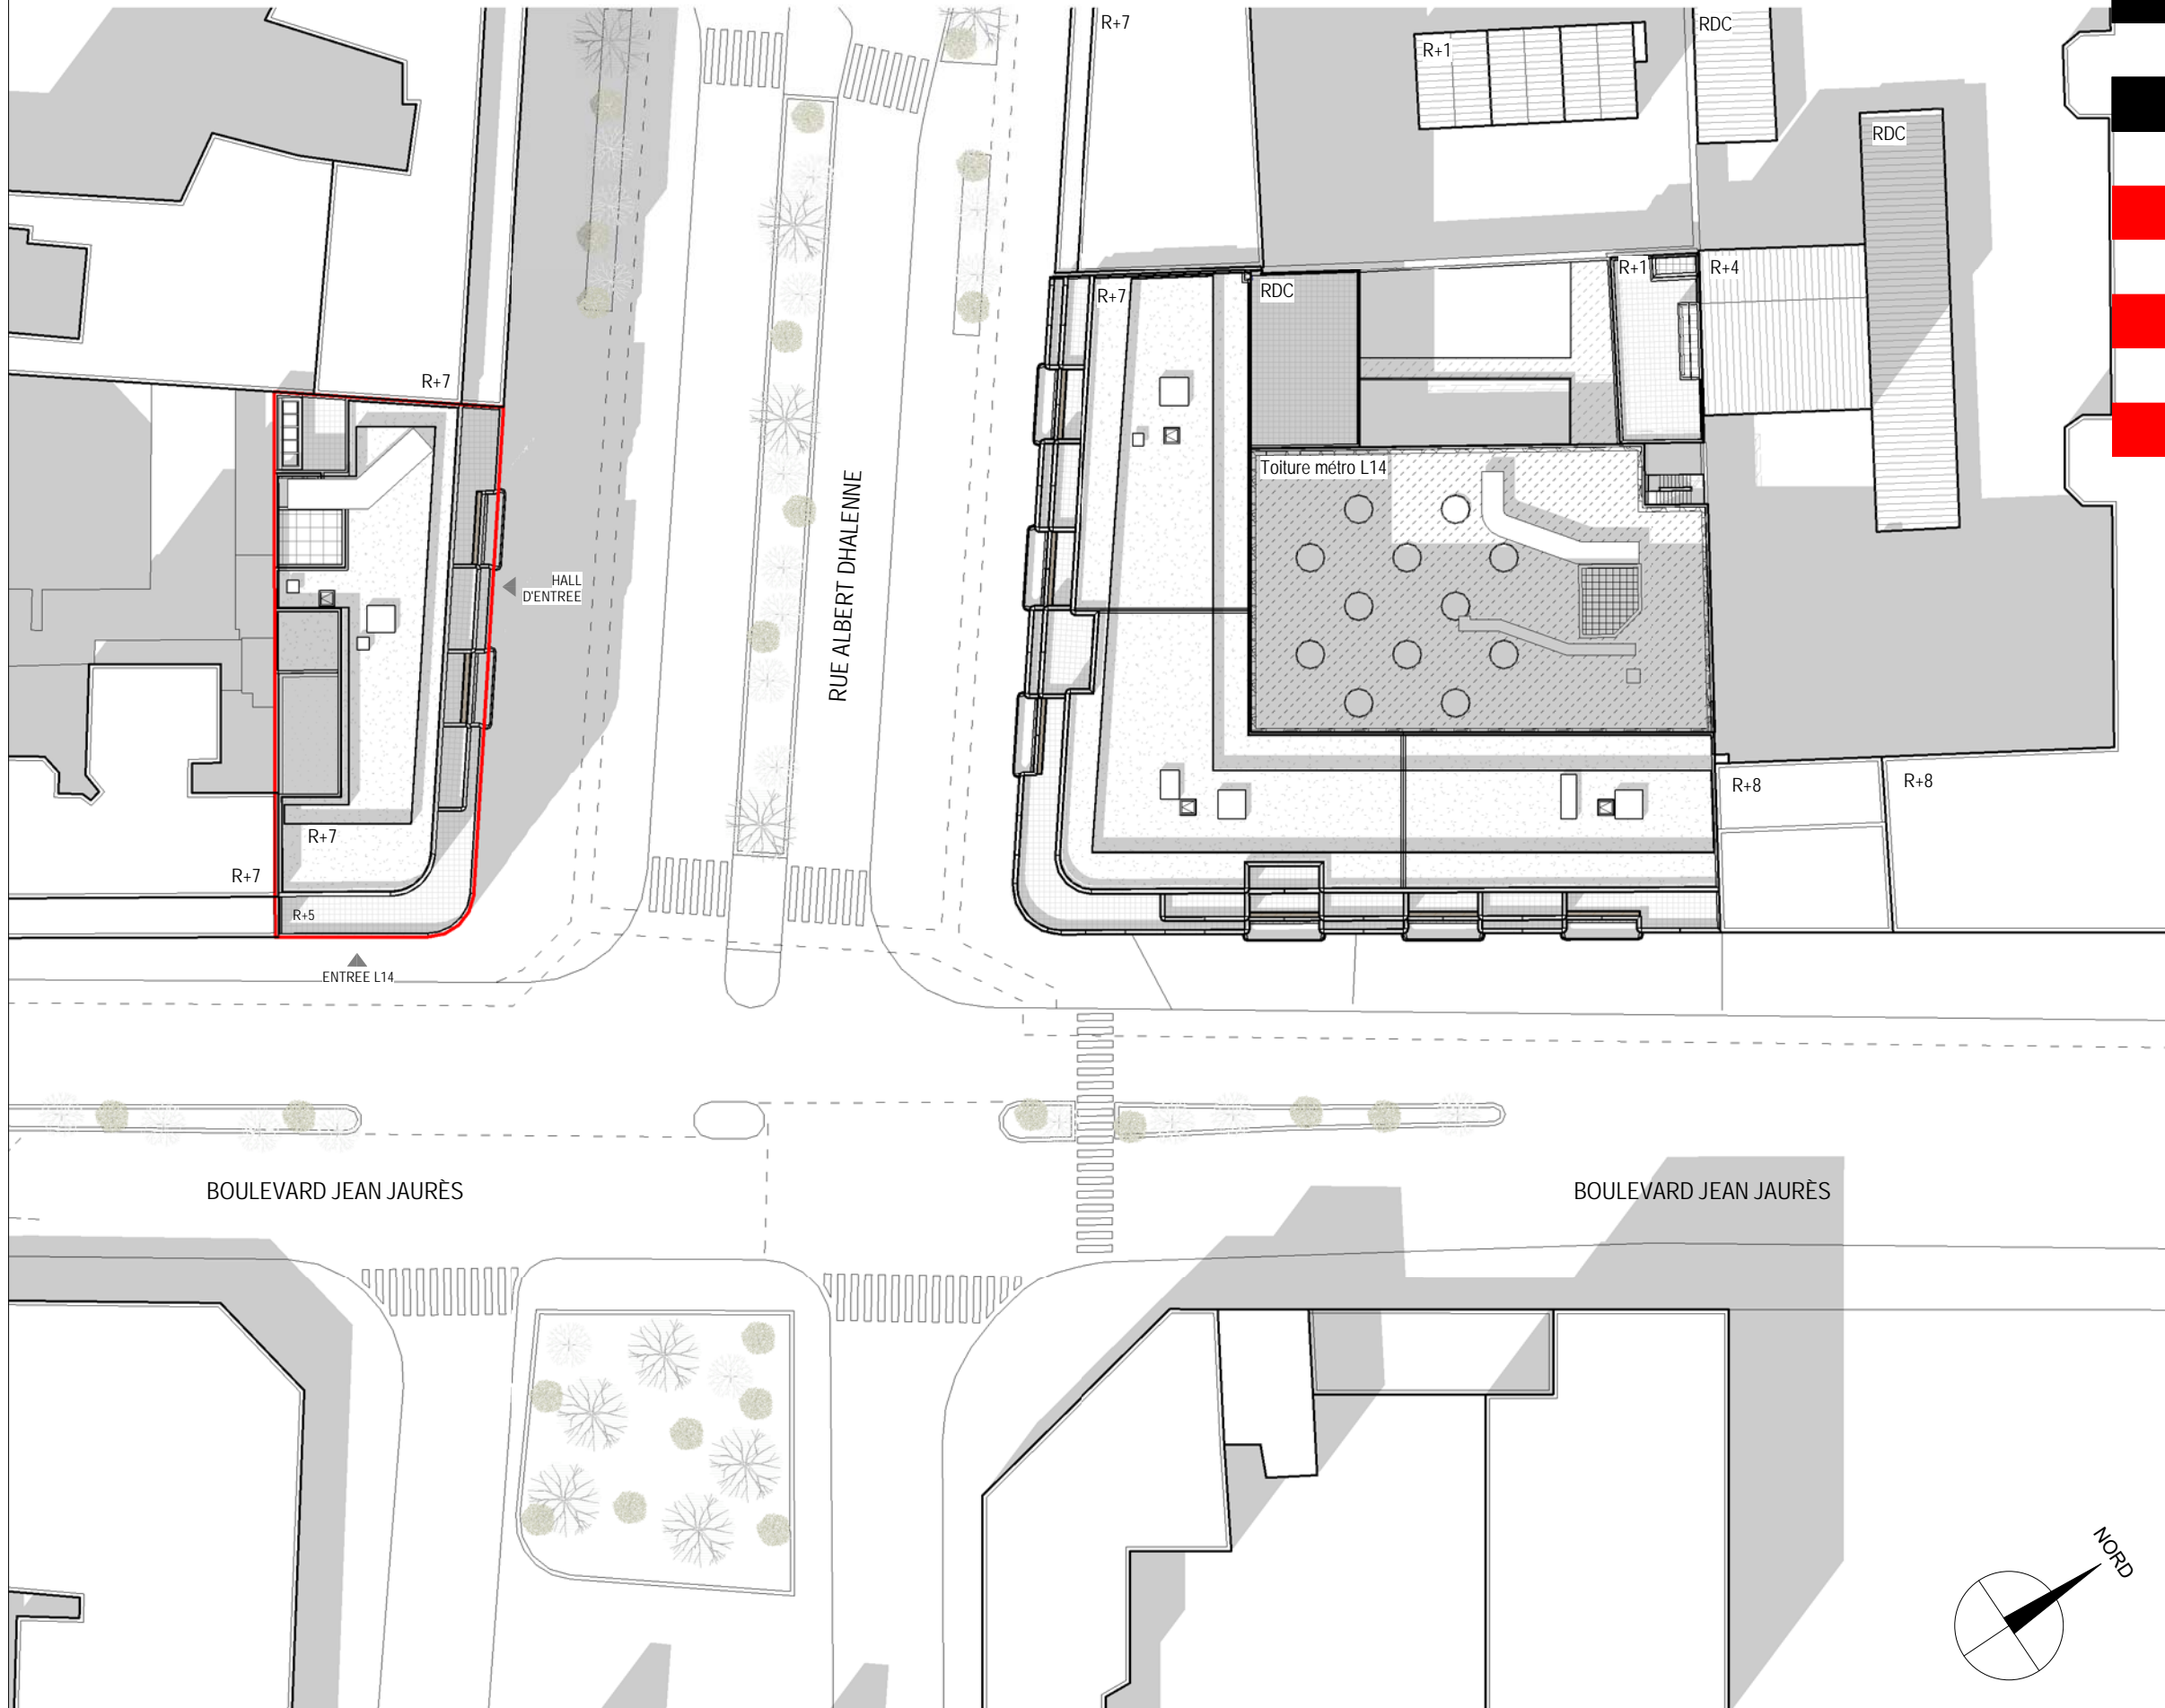 R+7
R+1
RDC
RDC
R+1
R+4
R+7
RDC
R+7
Toiture métro L14
RUE ALBERT DHALENNE
HALL
D'ENTREE
R+8
R+8
R+7
R+7
R+5
ENTREE L14
BOULEVARD JEAN JAURÈS
BOULEVARD JEAN JAURÈS
NORD